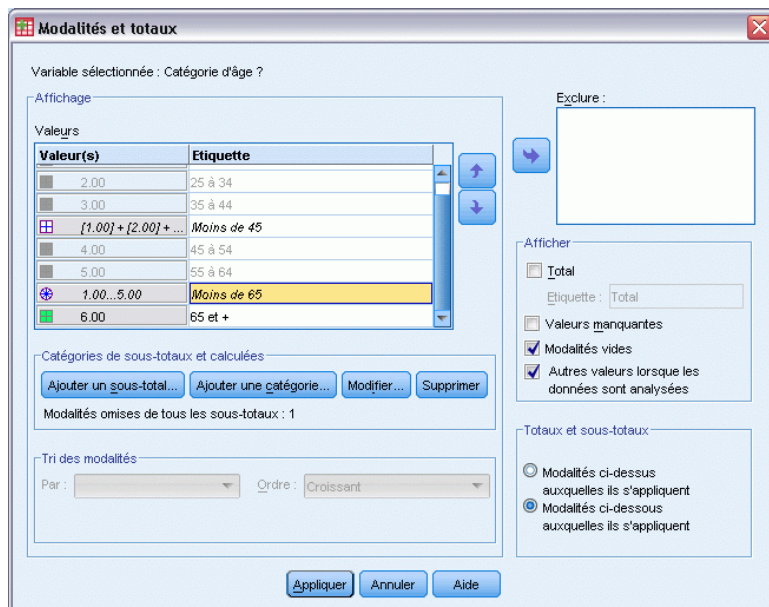 Modalités et totaux
Variable sélectionnée : Catégorie d'âge ?
Affichage
Valeurs
Valeur(s) Etiquette
2.00 25 à 34
3.00 35 à 44
[1.00] + [2.00] + ... Moins de 45
4.00 45 à 54
5.00 55 à 64
1.00...5.00 Moins de 65
6.00 65 et +
Catégories de sous-totaux et calculées
Ajouter un sous-total... Ajouter une catégorie... Modifier... Supprimer
Modalités omises de tous les sous-totaux : 1
Tri des modalités
Par : Ordre : Croissant
Exclure :
Afficher
Total
Etiquette : Total
Valeurs manquantes
Modalités vides
Autres valeurs lorsque les
données sont analysées
Totaux et sous-totaux
Modalités ci-dessus
auxquelles ils s'appliquent
Modalités ci-dessous
auxquelles ils s'appliquent
Appliquer Annuler Aide